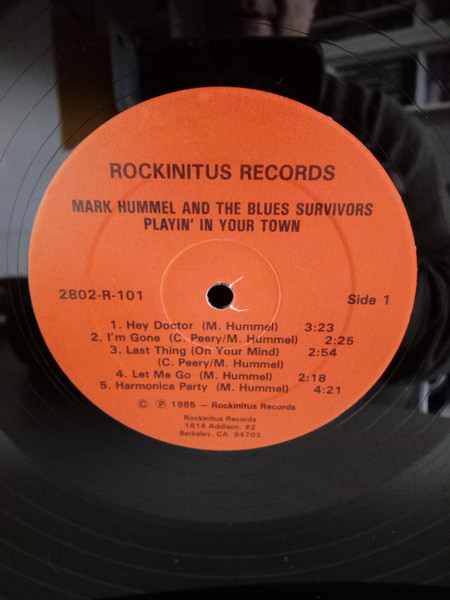 ROCKINITUS RECORDS
MARK HUMMEL AND THE BLUES SURVIVORS
PLAYIN' IN YOUR TOWN
2802-R-101
Side 1
1. Hey Doctor (M. Hummel) 3:23
2. I'm Gone (C. Peery/M. Hummel) 2:25
3. Last Thing (On Your Mind) 2:54
(C. Peery/M. Hummel)
4. Let Me Go (M. Hummel) 2:18
5. Harmonica Party (M. Hummel) 4:21
© ℗ 1985 — Rockinitus Records
Rockinitus Records
1814 Addison, #2
Berkeley, CA 94703